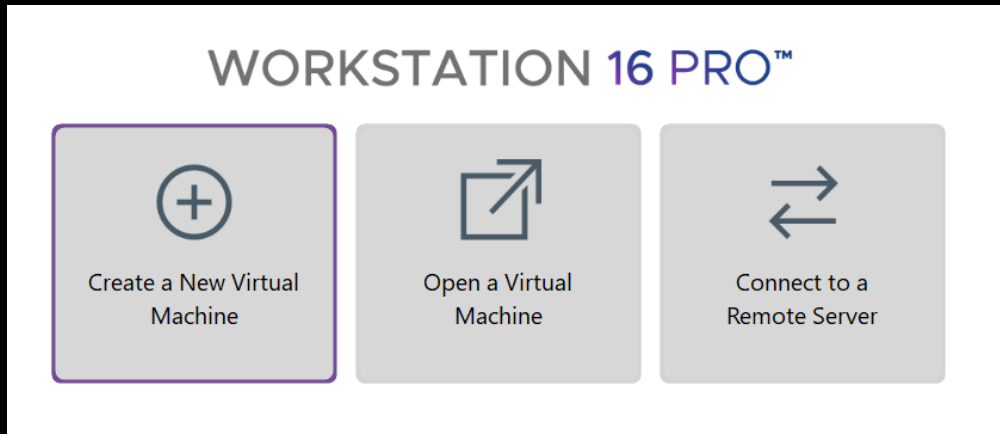 WORKSTATION 16 PRO™
Create a New Virtual
Machine
Open a Virtual
Machine
Connect to a
Remote Server